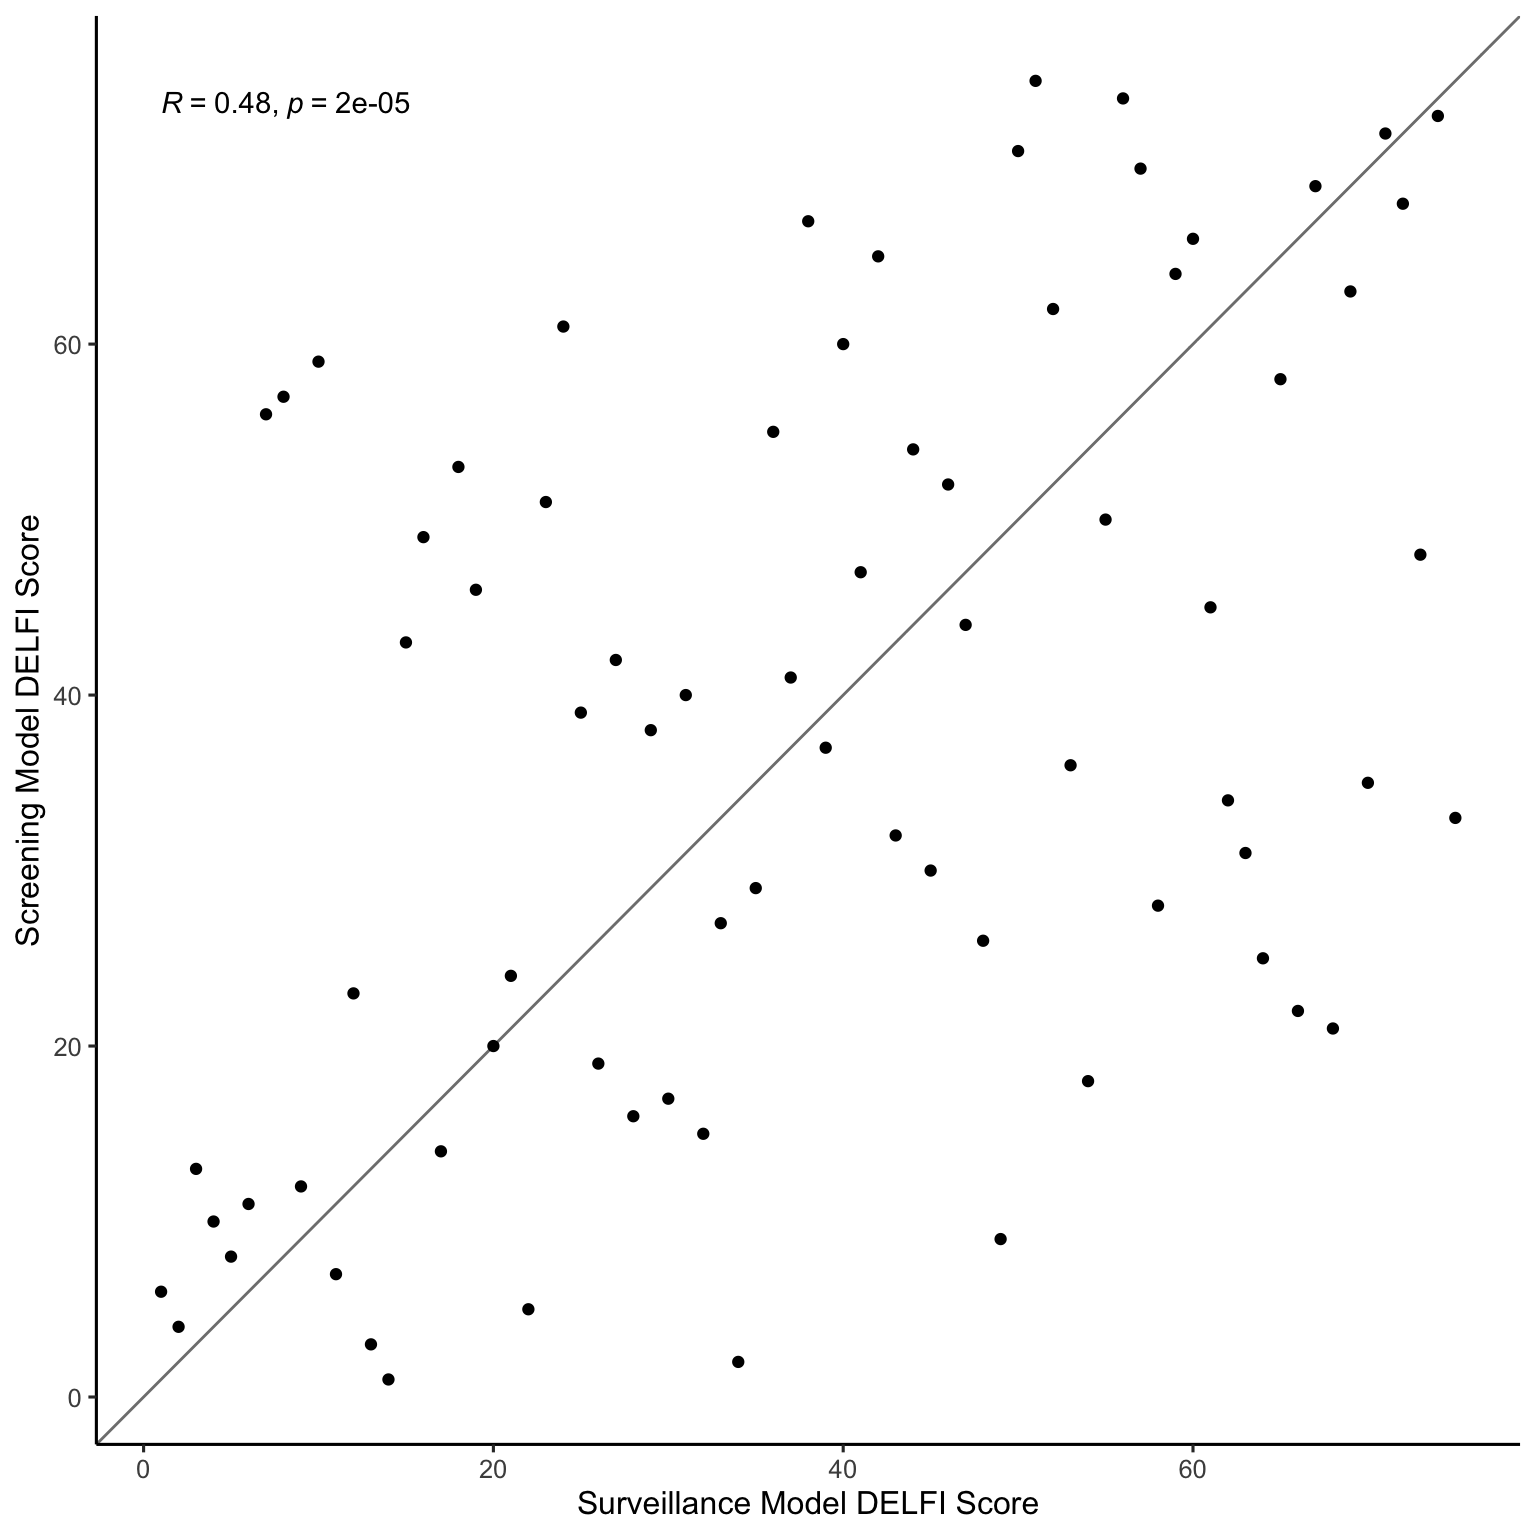 R = 0.48, p = 2e-05
60
40
20
0
Screening Model DELFI Score
0 20 40 60
Surveillance Model DELFI Score